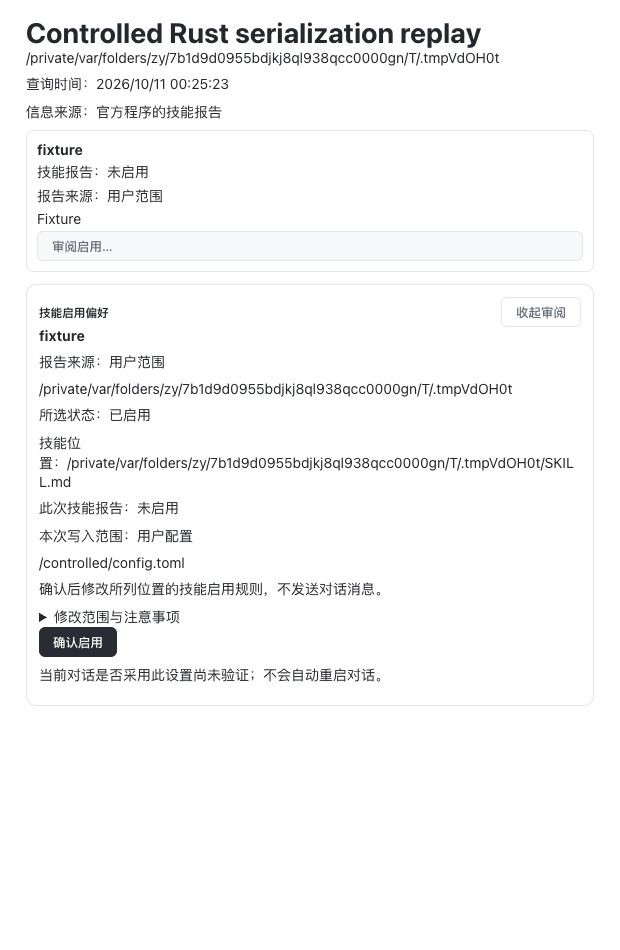 Controlled Rust serialization replay
/private/var/folders/zy/7b1d9d0955bdjkj8ql938qcc0000gn/T/.tmpVdOH0t
查询时间：2026/10/11 00:25:23
信息来源：官方程序的技能报告
fixture
技能报告：未启用
报告来源：用户范围
Fixture
审阅启用…
技能启用偏好
收起审阅
fixture
报告来源：用户范围
/private/var/folders/zy/7b1d9d0955bdjkj8ql938qcc0000gn/T/.tmpVdOH0t
所选状态：已启用
技能位
置：/private/var/folders/zy/7b1d9d0955bdjkj8ql938qcc0000gn/T/.tmpVdOH0t/SKIL
L.md
此次技能报告：未启用
本次写入范围：用户配置
/controlled/config.toml
确认后修改所列位置的技能启用规则，不发送对话消息。
▶ 修改范围与注意事项
确认启用
当前对话是否采用此设置尚未验证；不会自动重启对话。